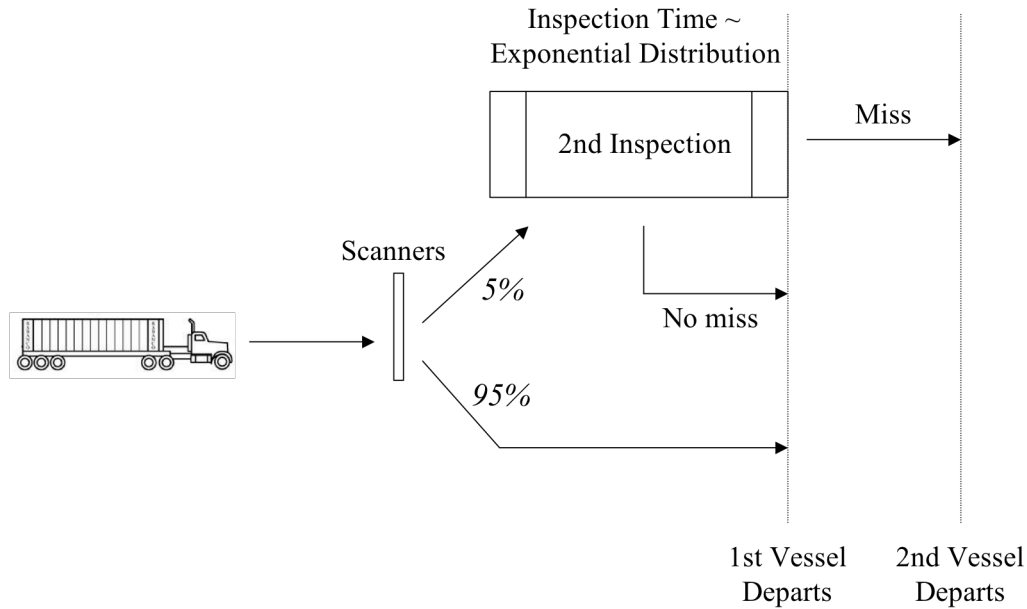 Inspection Time ~
Exponential Distribution
2nd Inspection
Miss
Scanners
5%
No miss
95%
1st Vessel
Departs
2nd Vessel
Departs